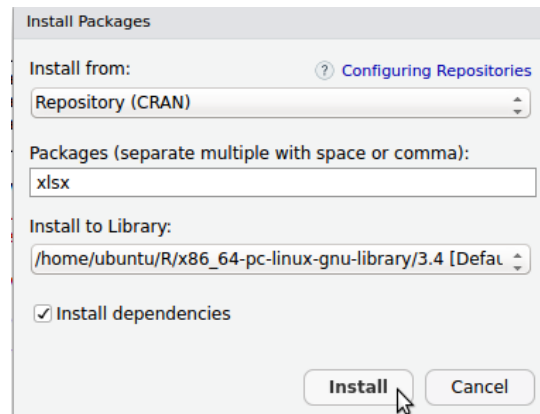 Install Packages
Install from:
? Configuring Repositories
Repository (CRAN)
Packages (separate multiple with space or comma):
xlsx
Install to Library:
/home/ubuntu/R/x86_64-pc-linux-gnu-library/3.4 [Defau
Install dependencies
Install
Cancel